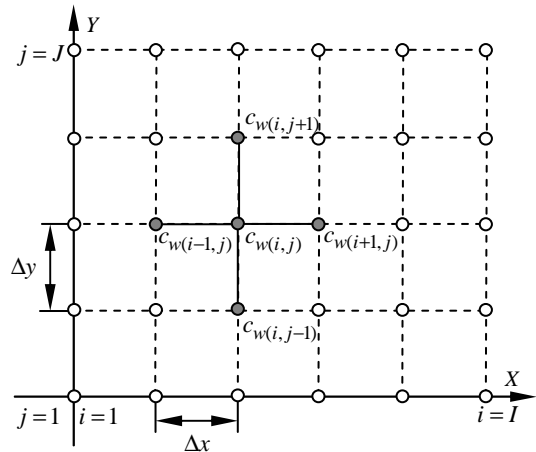 Y
j = J
c_{w(i, j+1)}
c_{w(i−1, j)} c_{w(i, j)} c_{w(i+1, j)}
Δy
c_{w(i, j−1)}
X
j = 1 i = 1 i = I
Δx